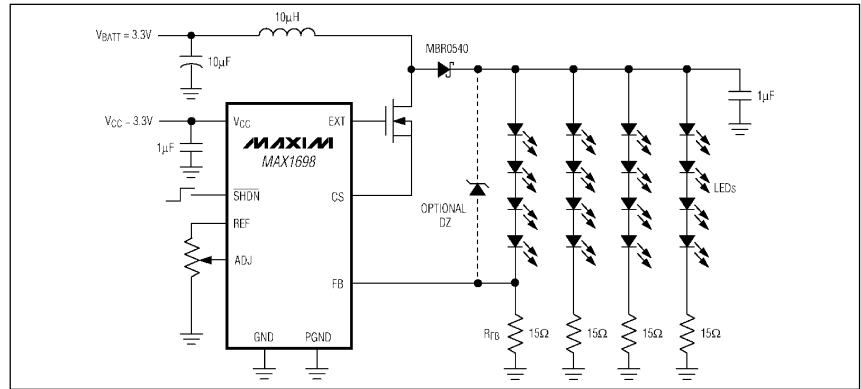 10μH
VBATT = 3.3V
MBR0540
10μF
1μF
VCC – 3.3V
VCC
EXT
1μF
MAXIM
MAX1698
SHDN
CS
OPTIONAL
DZ
LEDs
REF
ADJ
FB
RFB
15Ω
15Ω
15Ω
15Ω
GND
PGND